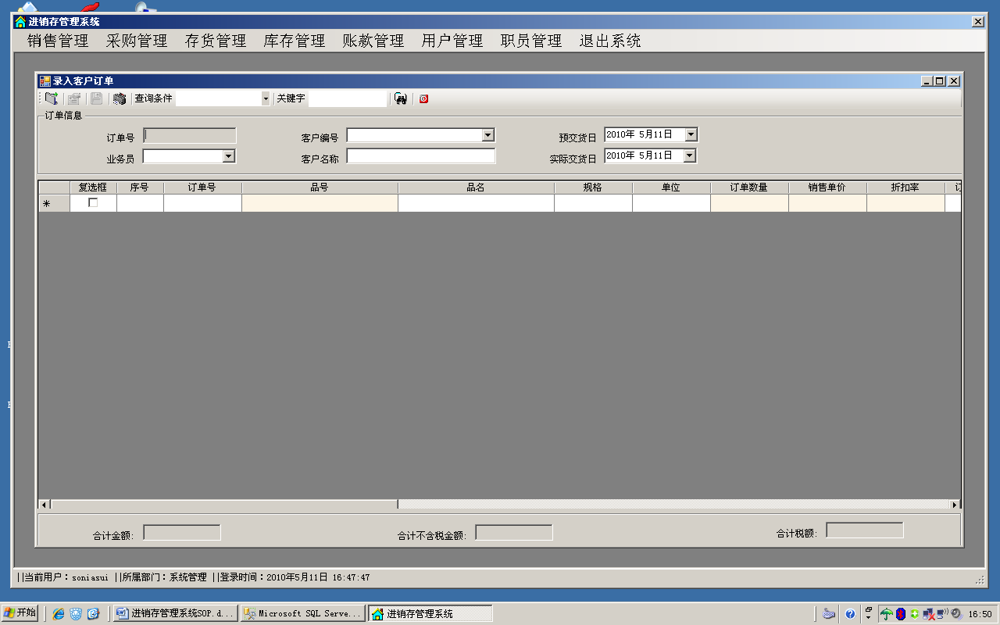 进销存管理系统
销售管理 采购管理 存货管理 库存管理 账款管理 用户管理 职员管理 退出系统
录入客户订单
查询条件 关键字
订单信息
订单号 客户编号 预交货日 2010年 5月11日
业务员 客户名称 实际交货日 2010年 5月11日
复选框 序号 订单号 品号 品名 规格 单位 订单数量 销售单价 折扣率
合计金额: 合计不含税金额: 合计税额:
||当前用户：soniasui ||所属部门：系统管理 ||登录时间：2010年5月11日 16:47:47
开始 进销存管理系统SOP.d... Microsoft SQL Serve... 进销存管理系统 16:50